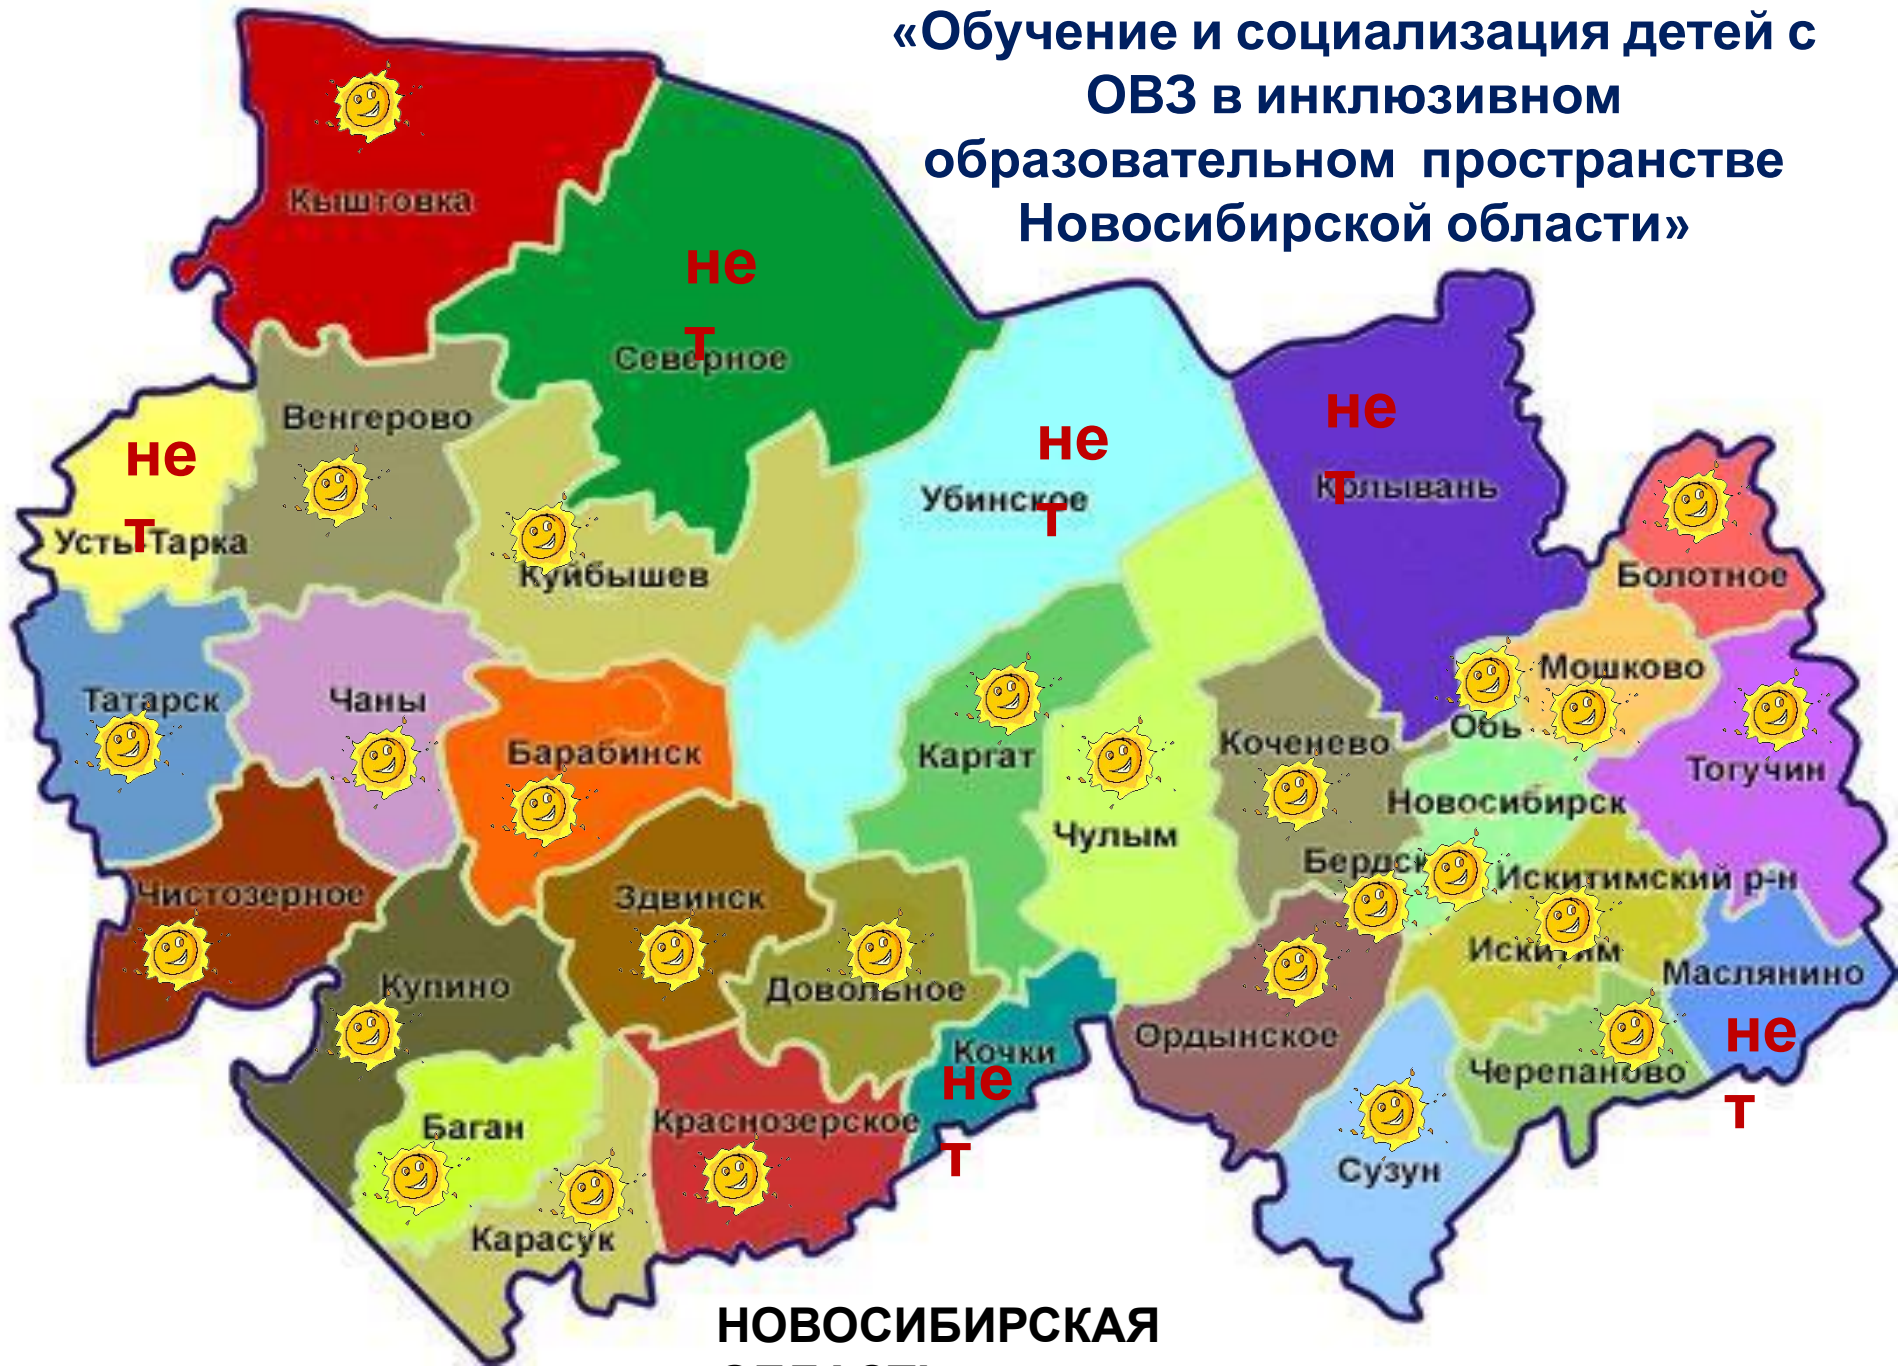 «Обучение и социализация детей с
ОВЗ в инклюзивном
образовательном пространстве
Новосибирской области»
Кыштовка
не
т
Северное
Венгерово
не
т
Усть-Тарка
не
т
Убинское
не
т
Колывань
Куйбышев
Болотное
Татарск
Чаны
Барабинск
Каргат
Чулым
Коченево
Обь
Мошково
Тогучин
Новосибирск
Бердск
Искитимский р-н
Искитим
Чистозерное
Здвинск
Купино
Довольное
Маслянино
не
т
Ордынское
Кочки
не
т
Черепаново
Баган
Краснозерское
Сузун
Карасук
НОВОСИБИРСКАЯ